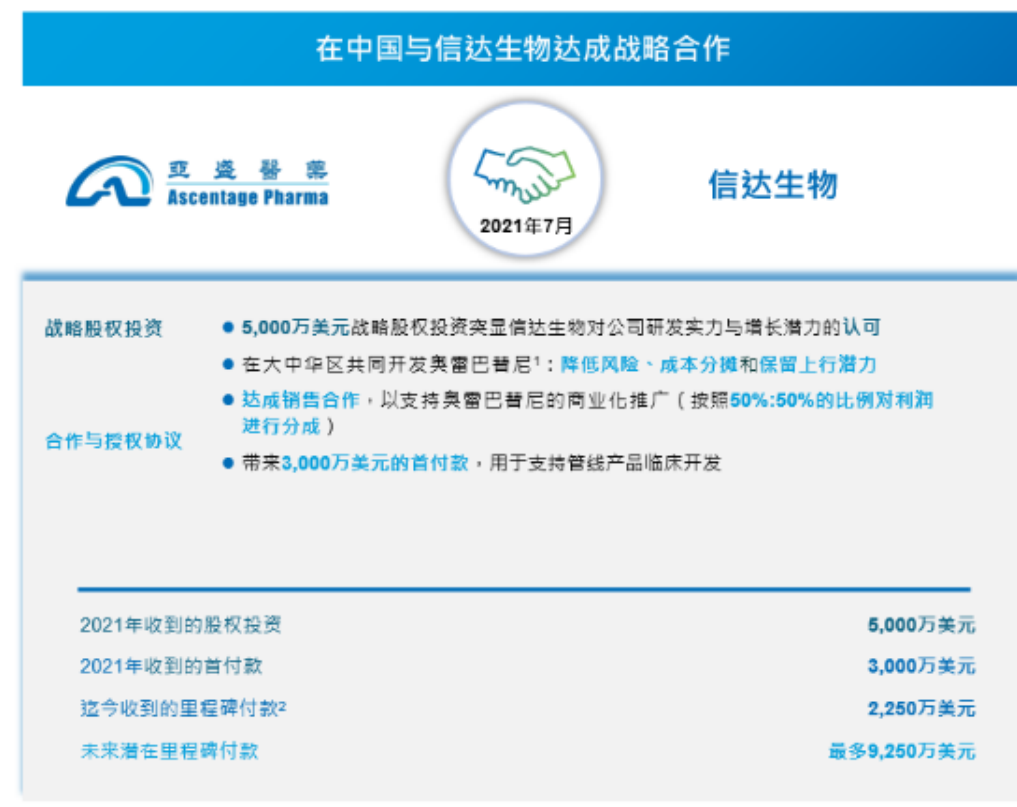 在中国与信达生物达成战略合作
亞盛醫藥
Ascentage Pharma
2021年7月
信达生物
战略股权投资
● 5,000万美元战略股权投资突显信达生物对公司研发实力与增长潜力的认可
● 在大中华区共同开发奥雷巴替尼¹：降低风险、成本分摊和保留上行潜力
合作与授权协议
● 达成销售合作，以支持奥雷巴替尼的商业化推广（按照50%:50%的比例对利润
进行分成）
● 带来3,000万美元的首付款，用于支持管线产品临床开发
2021年收到的股权投资 5,000万美元
2021年收到的首付款 3,000万美元
迄今收到的里程碑付款² 2,250万美元
未来潜在里程碑付款 最多9,250万美元